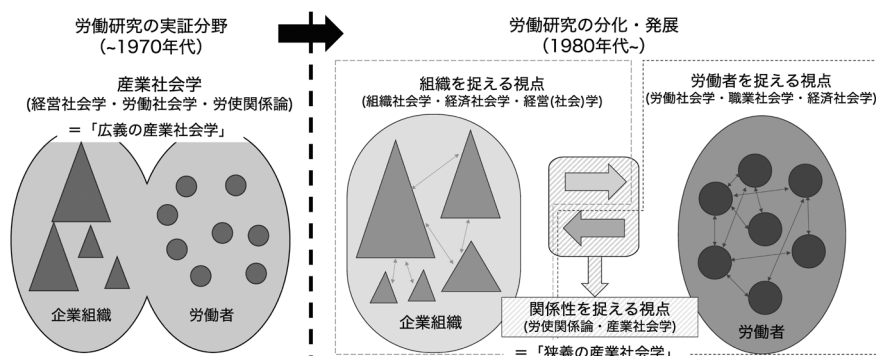 労働研究の実証分野
(~1970年代)
産業社会学
(経営社会学・労働社会学・労使関係論)
＝「広義の産業社会学」
企業組織
労働者
労働研究の分化・発展
(1980年代~)
組織を捉える視点
(組織社会学・経済社会学・経営(社会)学)
労働者を捉える視点
(労働社会学・職業社会学・経済社会学)
企業組織
関係性を捉える視点
(労使関係論・産業社会学)
＝「狭義の産業社会学」
労働者